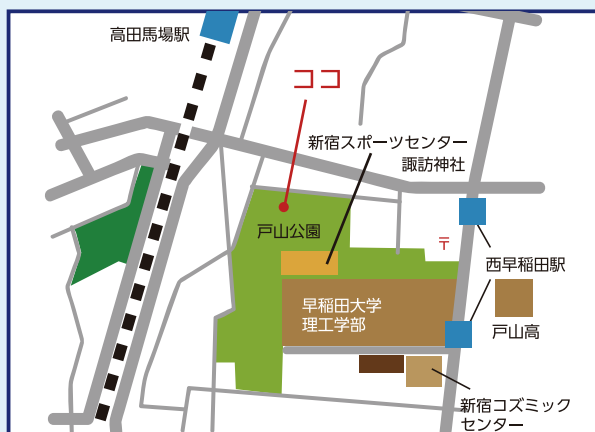 高田馬場駅
ココ
新宿スポーツセンター
諏訪神社
戸山公園
〒
西早稲田駅
早稲田大学
理工学部
戸山高
新宿コズミック
センター